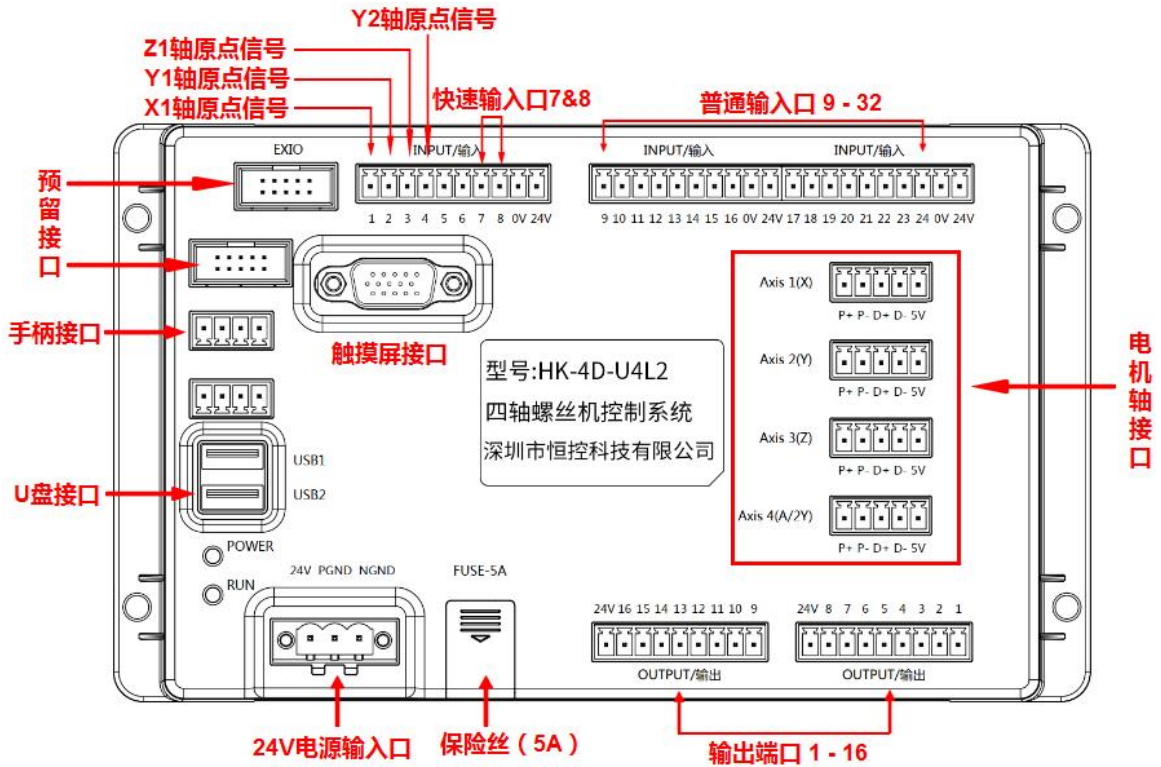 Y2轴原点信号
Z1轴原点信号
Y1轴原点信号
X1轴原点信号
快速输入口7&8
普通输入口 9 - 32
EXIO
INPUT/输入
INPUT/输入
INPUT/输入
预留接口
1 2 3 4 5 6 7 8 0V 24V
9 10 11 12 13 14 15 16 0V 24V 17 18 19 20 21 22 23 24 0V 24V
Axis 1(X)
P+ P- D+ D- 5V
手柄接口
触摸屏接口
型号:HK-4D-U4L2
四轴螺丝机控制系统
深圳市恒控科技有限公司
Axis 2(Y)
P+ P- D+ D- 5V
电机轴接口
Axis 3(Z)
P+ P- D+ D- 5V
USB1
U盘接口
USB2
Axis 4(A/2Y)
P+ P- D+ D- 5V
POWER
RUN
24V PGND NGND
FUSE-5A
24V 16 15 14 13 12 11 10 9
24V 8 7 6 5 4 3 2 1
OUTPUT/输出
OUTPUT/输出
24V电源输入口
保险丝（5A）
输出端口 1 - 16